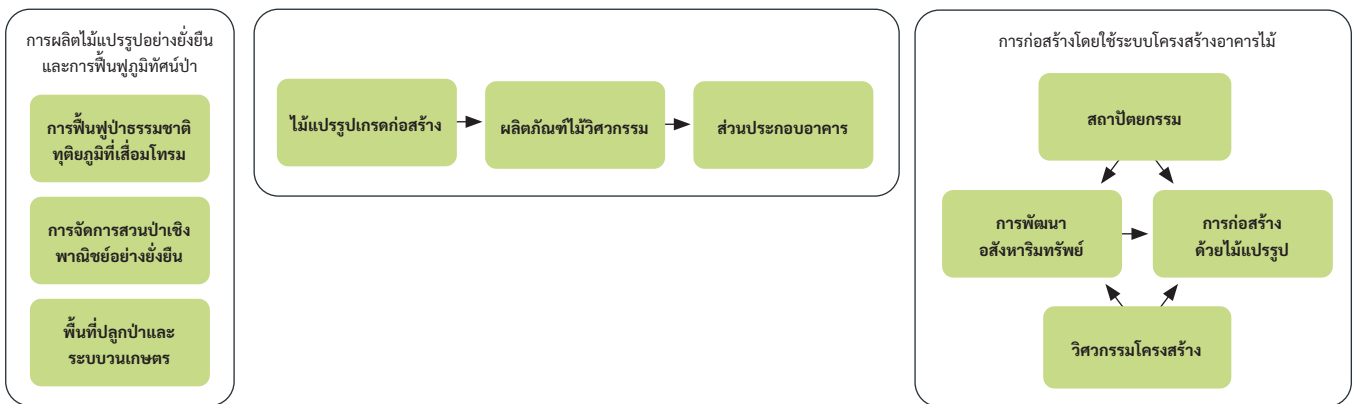 การผลิตไม้แปรรูปอย่างยั่งยืน
และการฟื้นฟูภูมิทัศน์ป่า
การฟื้นฟูป่าธรรมชาติ
ทุติยภูมิที่เสื่อมโทรม
การจัดการสวนป่าเชิง
พาณิชย์อย่างยั่งยืน
พื้นที่ปลูกป่าและ
ระบบวนเกษตร
ไม้แปรรูปเกรดก่อสร้าง
ผลิตภัณฑ์ไม้วิศวกรรม
ส่วนประกอบอาคาร
การก่อสร้างโดยใช้ระบบโครงสร้างอาคารไม้
สถาปัตยกรรม
การพัฒนา
อสังหาริมทรัพย์
การก่อสร้าง
ด้วยไม้แปรรูป
วิศวกรรมโครงสร้าง